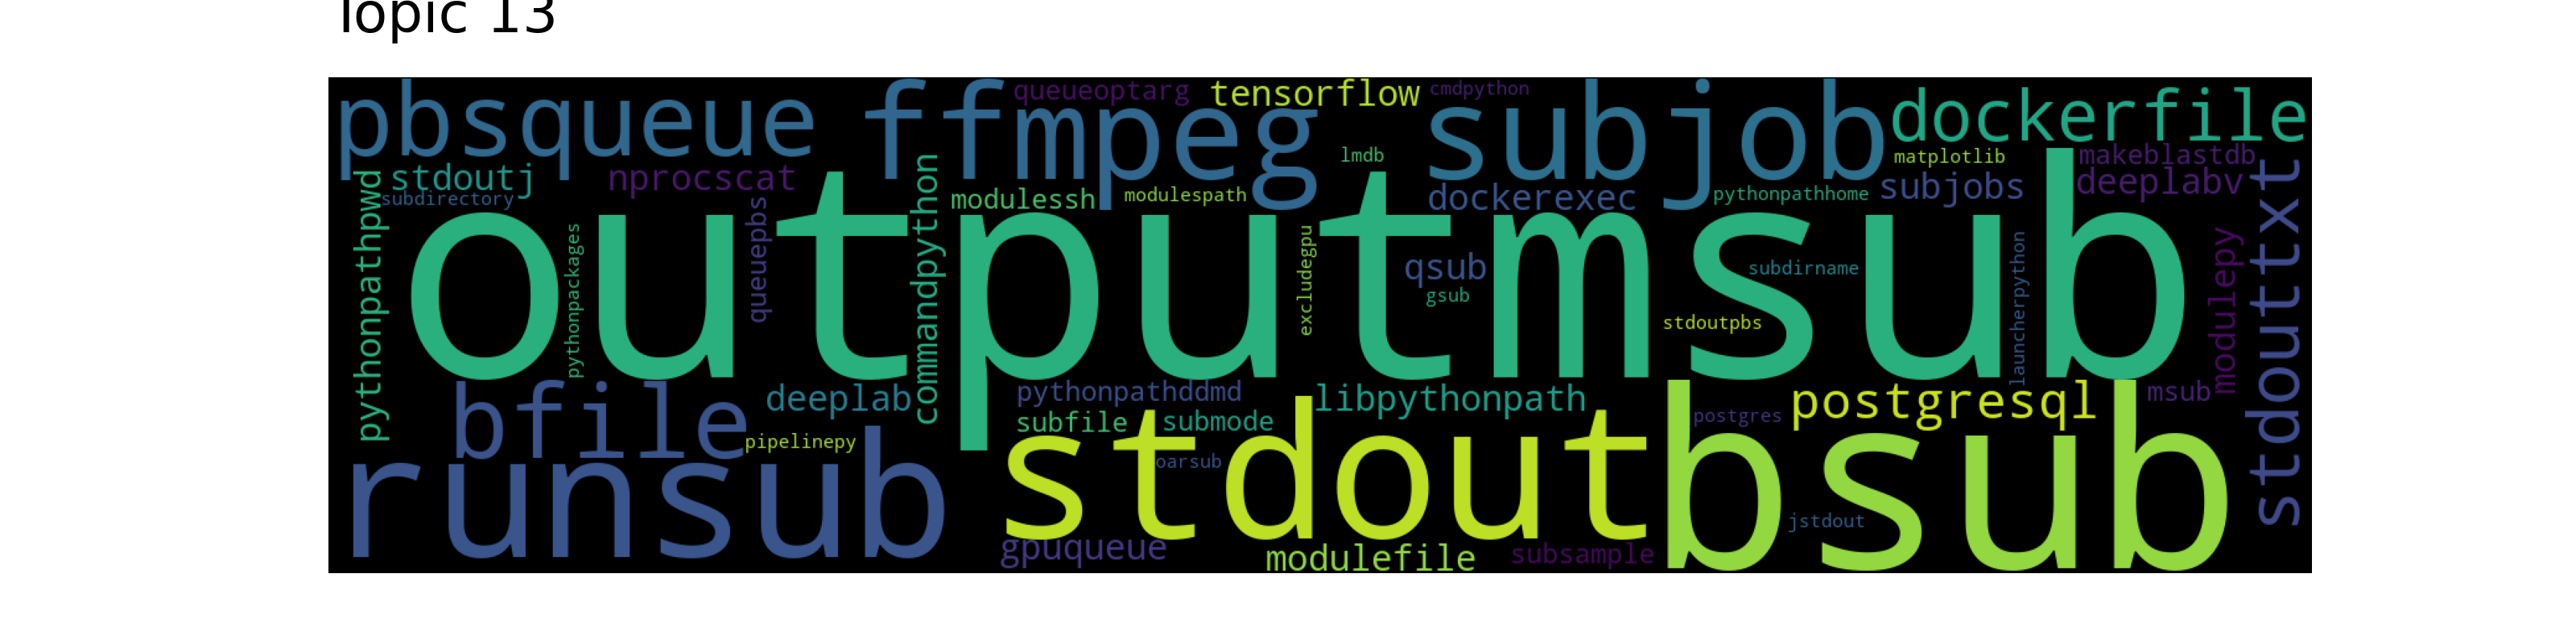 Topic 13
pbsqueue ffmpeg queueoptarg tensorflow cmdpython subjob dockerfile
lmdb matplotlib makeblastdb
stdoutj nprocscat modulessh modulespath dockerexec pythonpathhome subjobs deeplabv
subdirectory
pythonpathpwd pythonpackages queuepbs commandpython excludegpu qsub subdirname launcherpython modulepy stdouttxt
gsub
stdoutpbs
outputmsub
bfile deeplab pythonpathddmd libpythonpath postgres postgresql msub
subfile submode
pipelinepy oarsub
runsub stdout bsub
jstdout
gpuqueue modulefile subsample